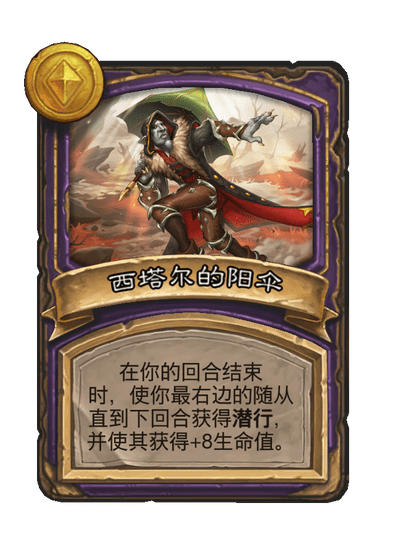 西塔尔的阳伞
在你的回合结束
时，使你最右边的随从
直到下回合获得潜行，
并使其获得+8生命值。